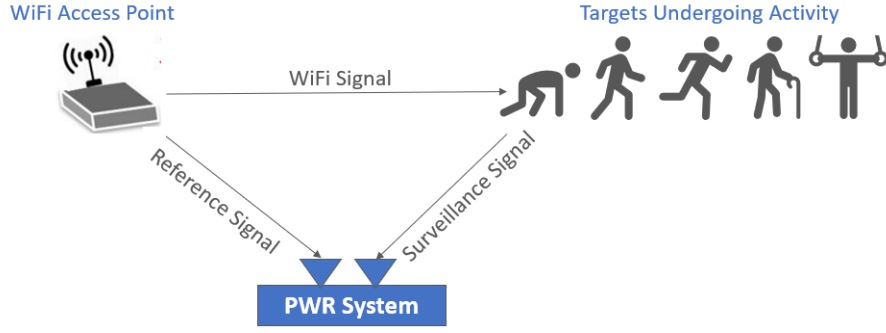 WiFi Access Point
Targets Undergoing Activity
WiFi Signal
Reference Signal
Surveillance Signal
PWR System